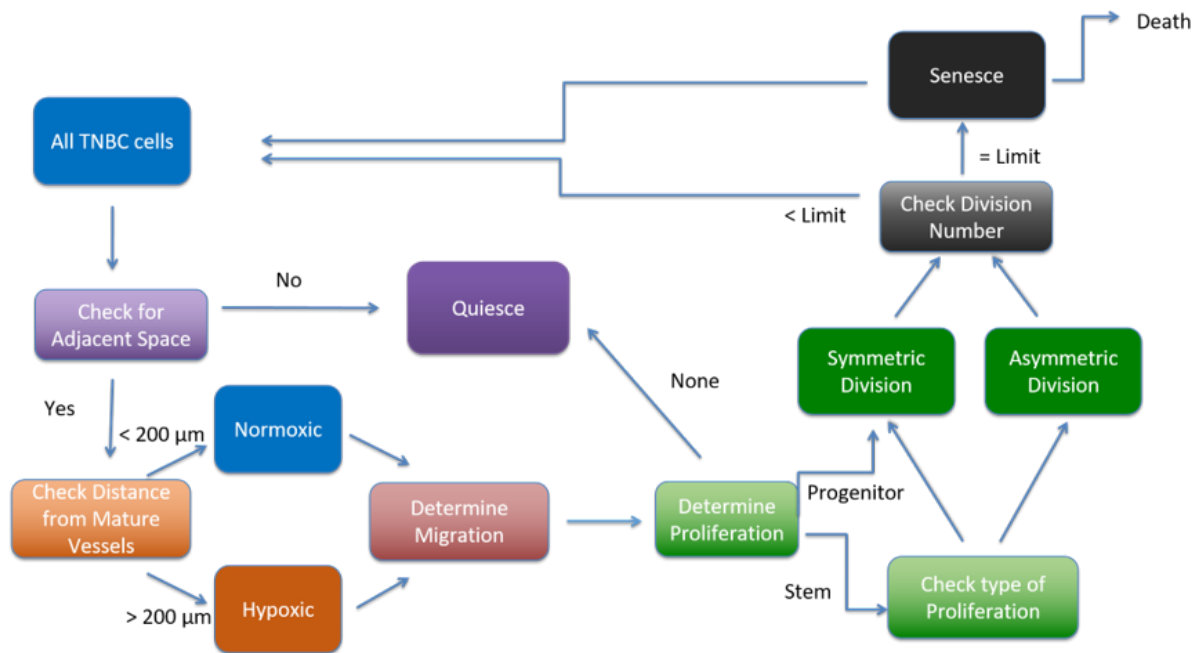 Death
Senesce
All TNBC cells
= Limit
Check Division
Number
< Limit
No
Check for
Adjacent Space
Quiesce
Symmetric
Division
Asymmetric
Division
None
Yes
< 200 µm
Normoxic
Check Distance
from Mature
Vessels
Determine
Migration
Determine
Proliferation
Progenitor
Stem
Check type of
Proliferation
> 200 µm
Hypoxic